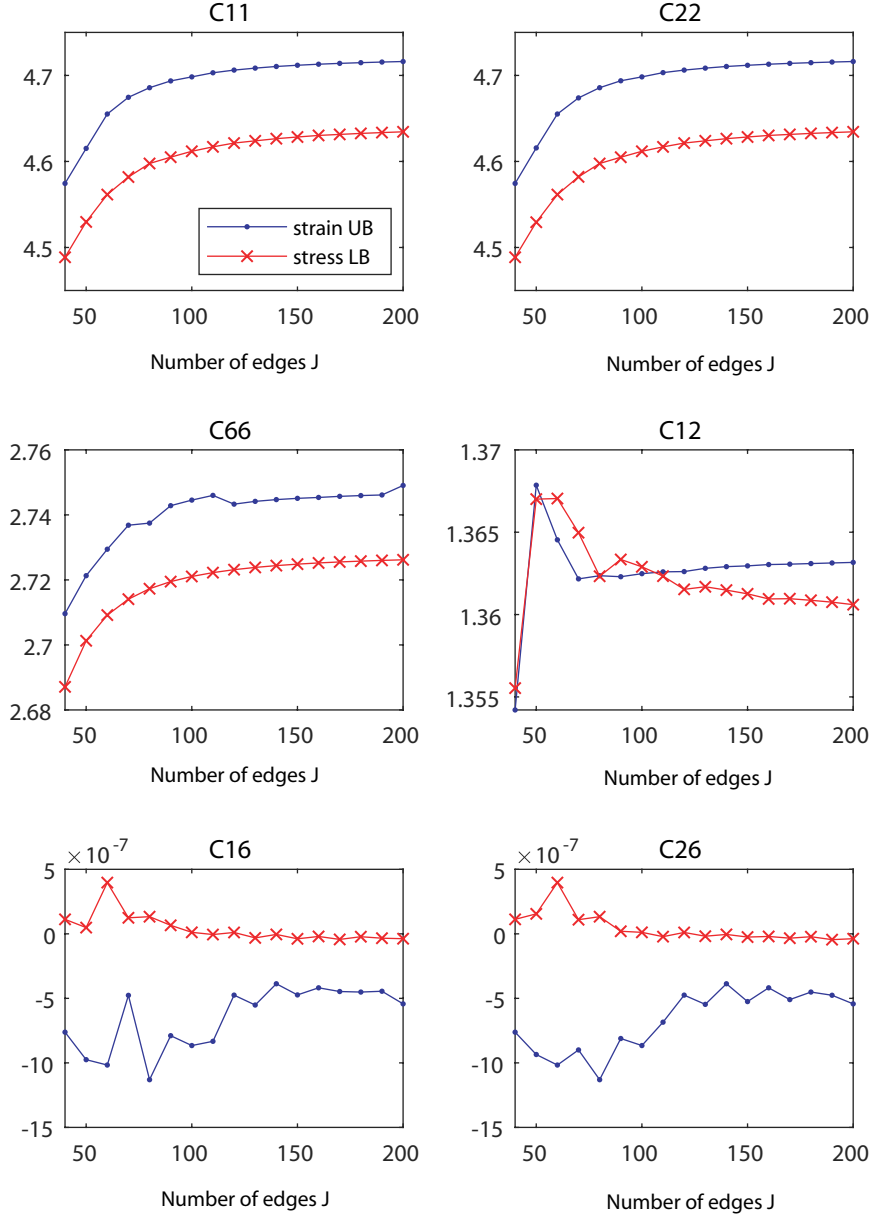 C11
4.7
4.6
4.5
strain UB
stress LB
50 100 150 200
Number of edges J
C22
4.7
4.6
4.5
50 100 150 200
Number of edges J
C66
2.76
2.74
2.72
2.7
2.68
50 100 150 200
Number of edges J
C12
1.37
1.365
1.36
1.355
50 100 150 200
Number of edges J
× 10⁻⁷
C16
5
0
-5
-10
-15
50 100 150 200
Number of edges J
× 10⁻⁷
C26
5
0
-5
-10
-15
50 100 150 200
Number of edges J